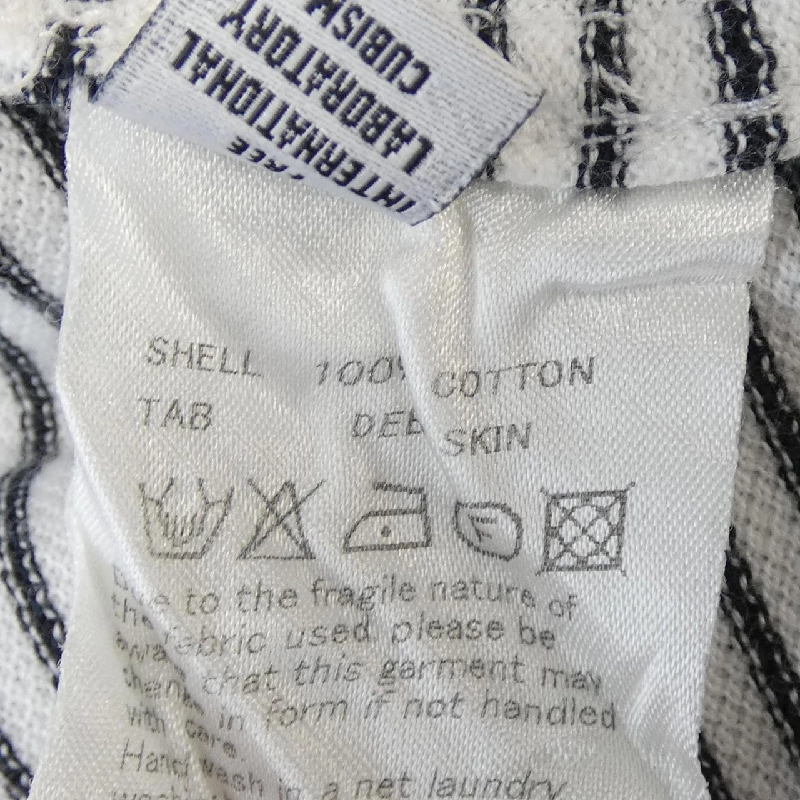 CUBISM
LABORATORY
INTERNATIONAL
FREE
SHELL 100% COTTON
TAB DEER SKIN
F
Due to the fragile nature of
the fabric used please be
aware that this garment may
change in form if not handled
with care.
Hand wash in a net laundry